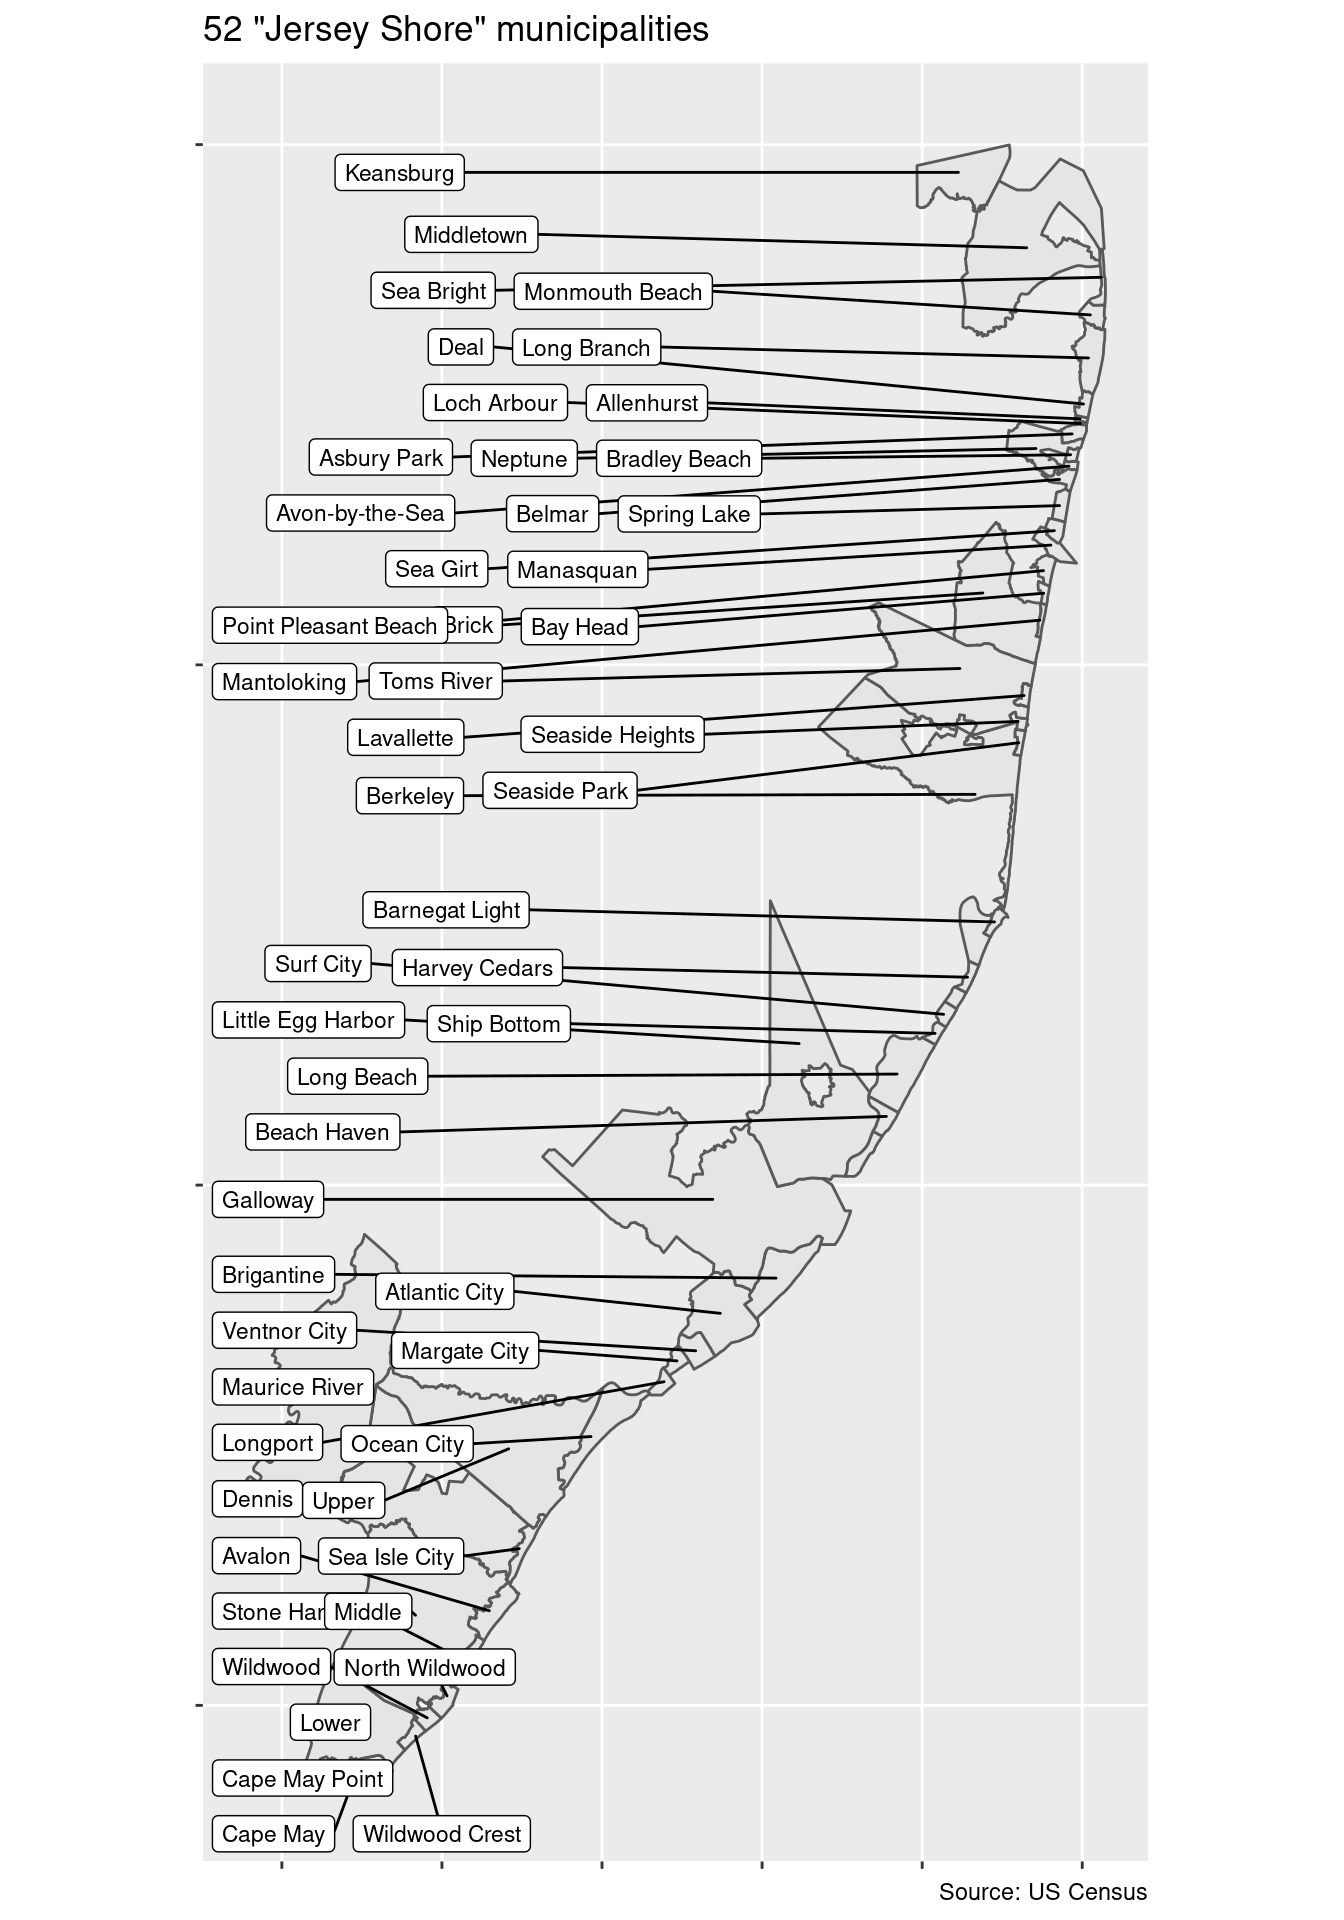 52 "Jersey Shore" municipalities
Keansburg
Middletown
Sea Bright
Monmouth Beach
Deal
Long Branch
Loch Arbour
Allenhurst
Asbury Park
Neptune
Bradley Beach
Avon-by-the-Sea
Belmar
Spring Lake
Sea Girt
Manasquan
Point Pleasant Beach
Brick
Bay Head
Mantoloking
Toms River
Lavallette
Seaside Heights
Berkeley
Seaside Park
Barnegat Light
Surf City
Harvey Cedars
Little Egg Harbor
Ship Bottom
Long Beach
Beach Haven
Galloway
Brigantine
Atlantic City
Ventnor City
Margate City
Maurice River
Longport
Ocean City
Dennis
Upper
Avalon
Sea Isle City
Stone Har
Middle
Wildwood
North Wildwood
Lower
Cape May Point
Cape May
Wildwood Crest
Source: US Census